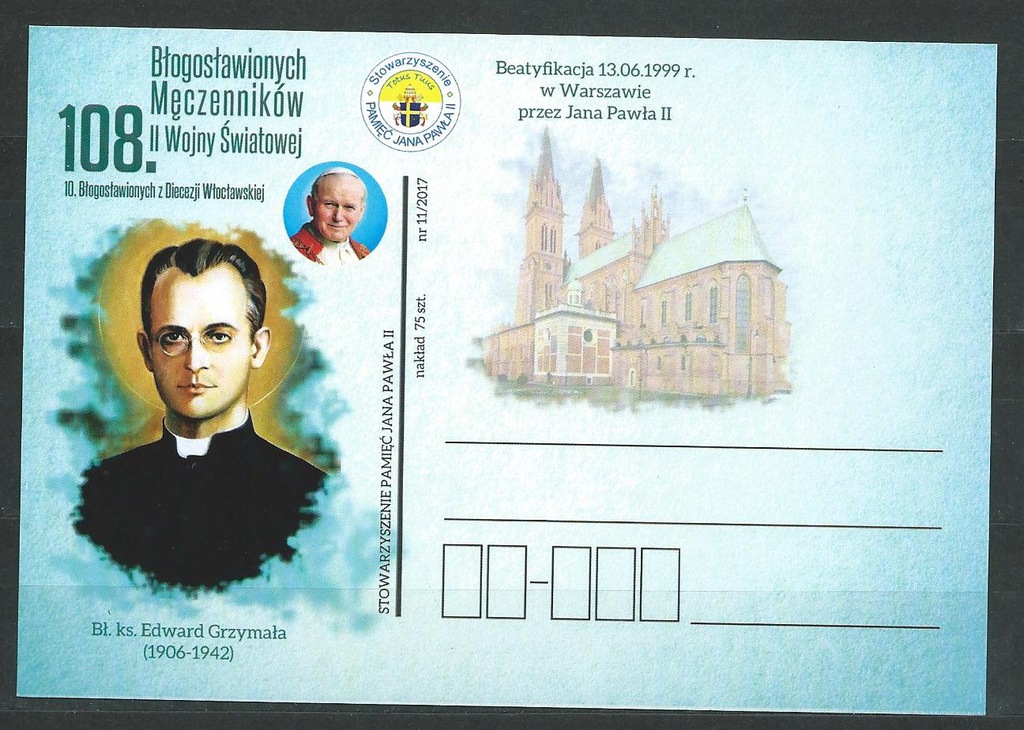 Błogosławionych
Męczenników
108. II Wojny Światowej
10. Błogosławionych z Diecezji Włocławskiej
Stowarzyszenie
Totus Tuus
PAMIĘĆ JANA PAWŁA II
Beatyfikacja 13.06.1999 r.
w Warszawie
przez Jana Pawła II
nr 11/2017
nakład 75 szt.
STOWARZYSZENIE PAMIĘĆ JANA PAWŁA II
Bł. ks. Edward Grzymała
(1906-1942)